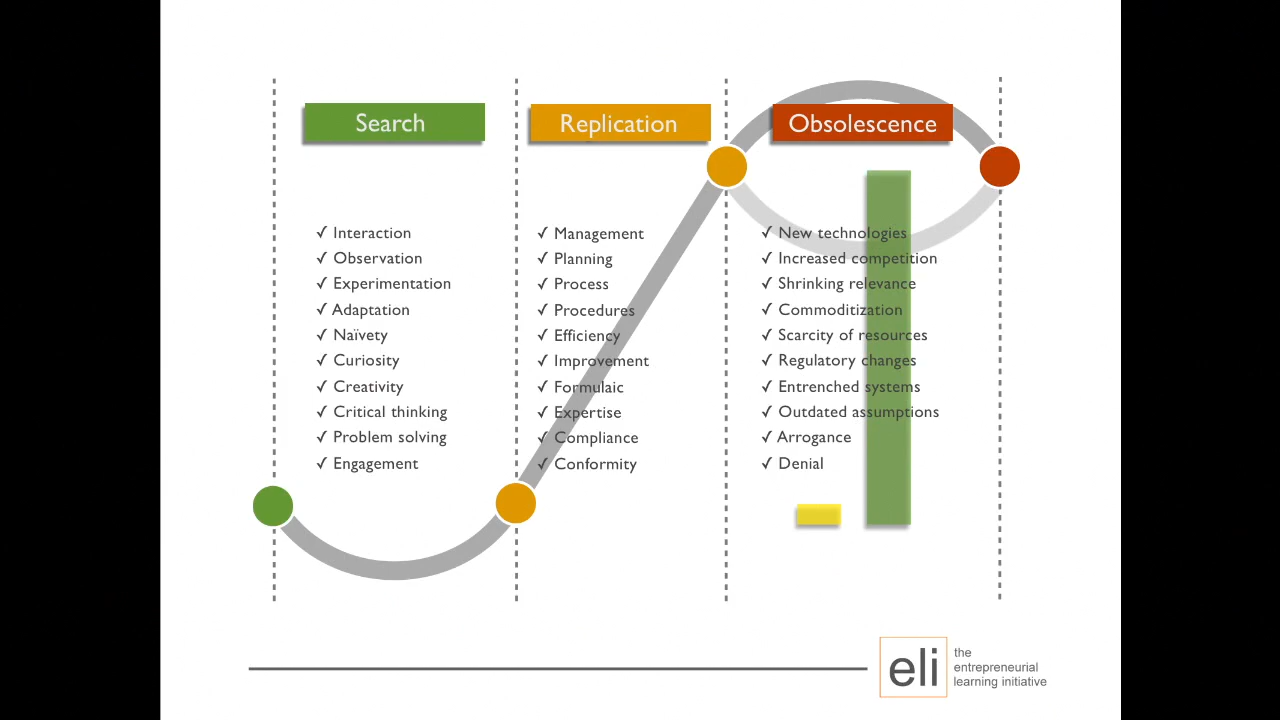 Search
✓ Interaction
✓ Observation
✓ Experimentation
✓ Adaptation
✓ Naïvety
✓ Curiosity
✓ Creativity
✓ Critical thinking
✓ Problem solving
✓ Engagement
Replication
✓ Management
✓ Planning
✓ Process
✓ Procedures
✓ Efficiency
✓ Improvement
✓ Formulaic
✓ Expertise
✓ Compliance
✓ Conformity
Obsolescence
✓ New technologies
✓ Increased competition
✓ Shrinking relevance
✓ Commoditization
✓ Scarcity of resources
✓ Regulatory changes
✓ Entrenched systems
✓ Outdated assumptions
✓ Arrogance
✓ Denial
eli
the
entrepreneurial
learning initiative